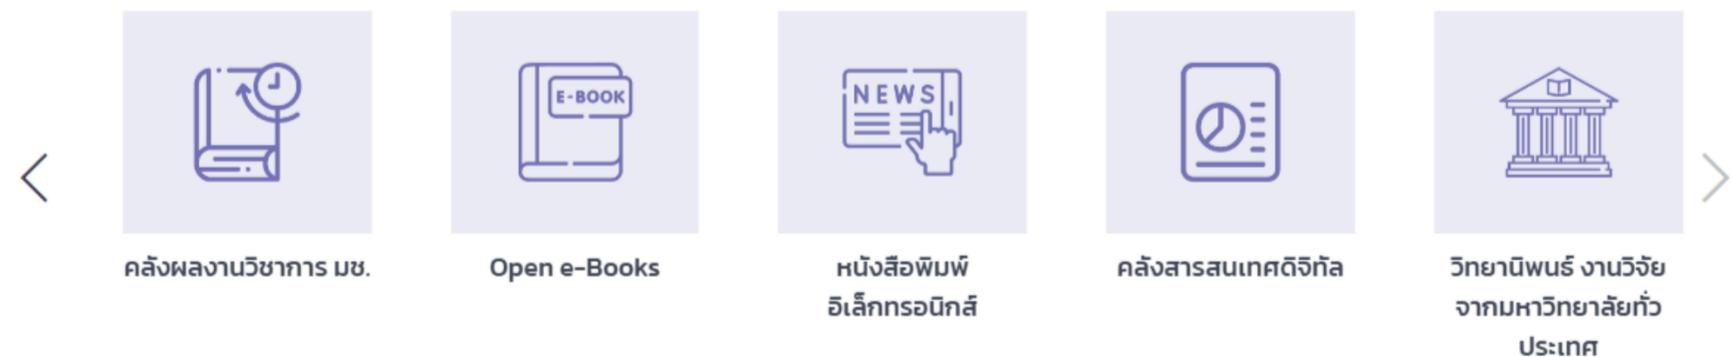 E-BOOK
NEWS
คลังผลงานวิชาการ มช.
Open e-Books
หนังสือพิมพ์
อิเล็กทรอนิกส์
คลังสารสนเทศดิจิทัล
วิทยานิพนธ์ งานวิจัย
จากมหาวิทยาลัยทั่ว
ประเทศ